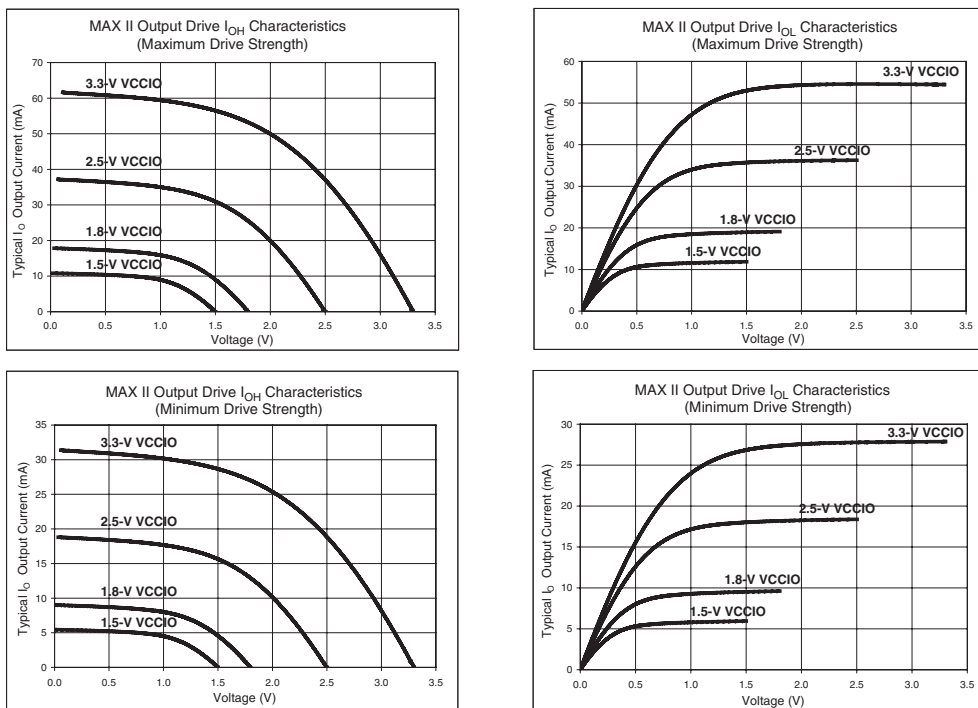 MAX II Output Drive IOH Characteristics
(Maximum Drive Strength)
70
60
50
40
30
20
10
0
Typical IO Output Current (mA)
3.3-V VCCIO
2.5-V VCCIO
1.8-V VCCIO
1.5-V VCCIO
0.0 0.5 1.0 1.5 2.0 2.5 3.0 3.5
Voltage (V)
MAX II Output Drive IOL Characteristics
(Maximum Drive Strength)
60
50
40
30
20
10
0
Typical IO Output Current (mA)
3.3-V VCCIO
2.5-V VCCIO
1.8-V VCCIO
1.5-V VCCIO
0.0 0.5 1.0 1.5 2.0 2.5 3.0 3.5
Voltage (V)
MAX II Output Drive IOH Characteristics
(Minimum Drive Strength)
35
30
25
20
15
10
5
0
Typical IO Output Current (mA)
3.3-V VCCIO
2.5-V VCCIO
1.8-V VCCIO
1.5-V VCCIO
0.0 0.5 1.0 1.5 2.0 2.5 3.0 3.5
Voltage (V)
MAX II Output Drive IOL Characteristics
(Minimum Drive Strength)
30
25
20
15
10
5
0
Typical IO Output Current (mA)
3.3-V VCCIO
2.5-V VCCIO
1.8-V VCCIO
1.5-V VCCIO
0.0 0.5 1.0 1.5 2.0 2.5 3.0 3.5
Voltage (V)